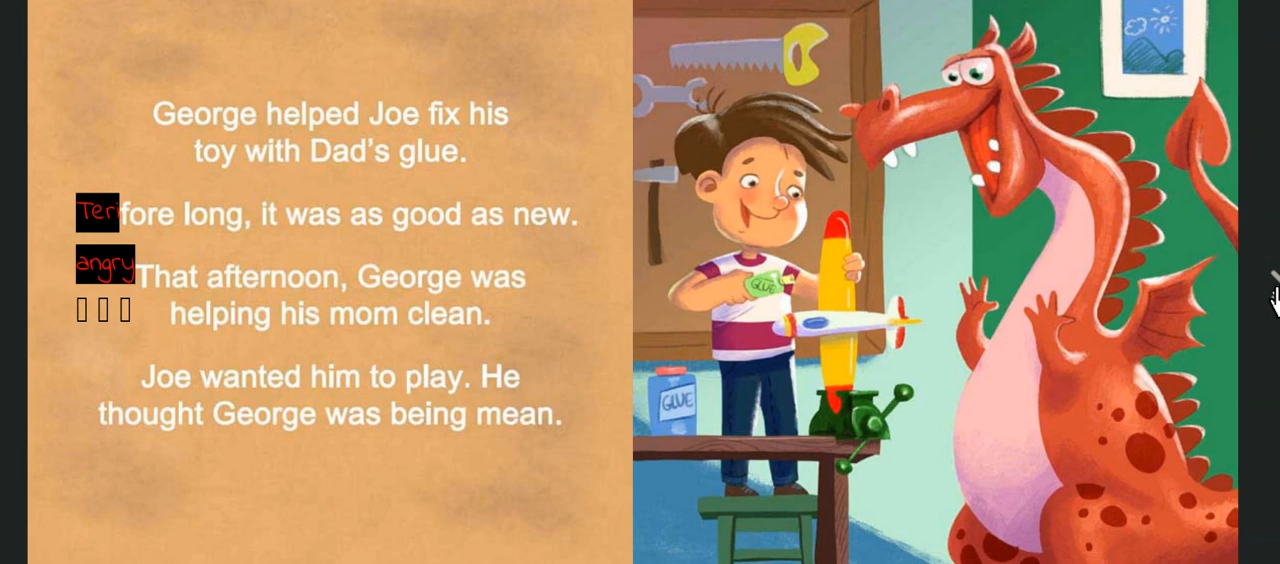 George helped Joe fix his
toy with Dad's glue.
Teri fore long, it was as good as new.
angry That afternoon, George was
helping his mom clean.
Joe wanted him to play. He
thought George was being mean.
GLUE
GLUE